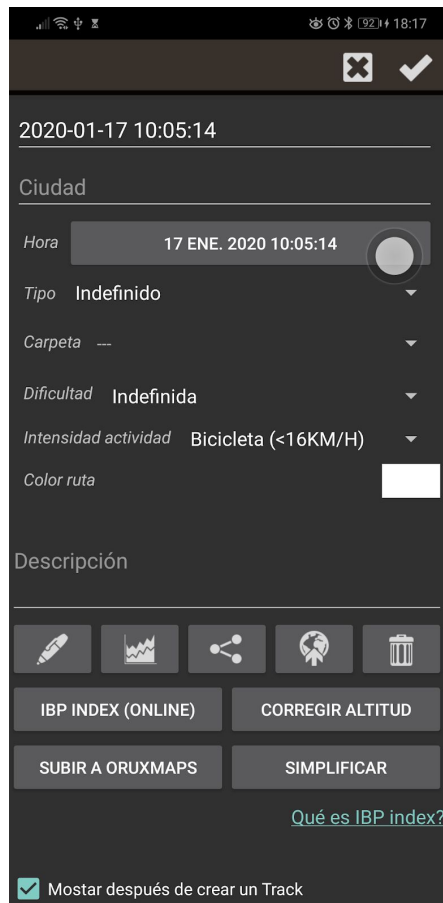 92 18:17
2020-01-17 10:05:14
Ciudad
Hora 17 ENE. 2020 10:05:14
Tipo Indefinido
Carpeta ---
Dificultad Indefinida
Intensidad actividad Bicicleta (<16KM/H)
Color ruta
Descripción
IBP INDEX (ONLINE) CORREGIR ALTITUD
SUBIR A ORUXMAPS SIMPLIFICAR
Qué es IBP index?
Mostar después de crear un Track